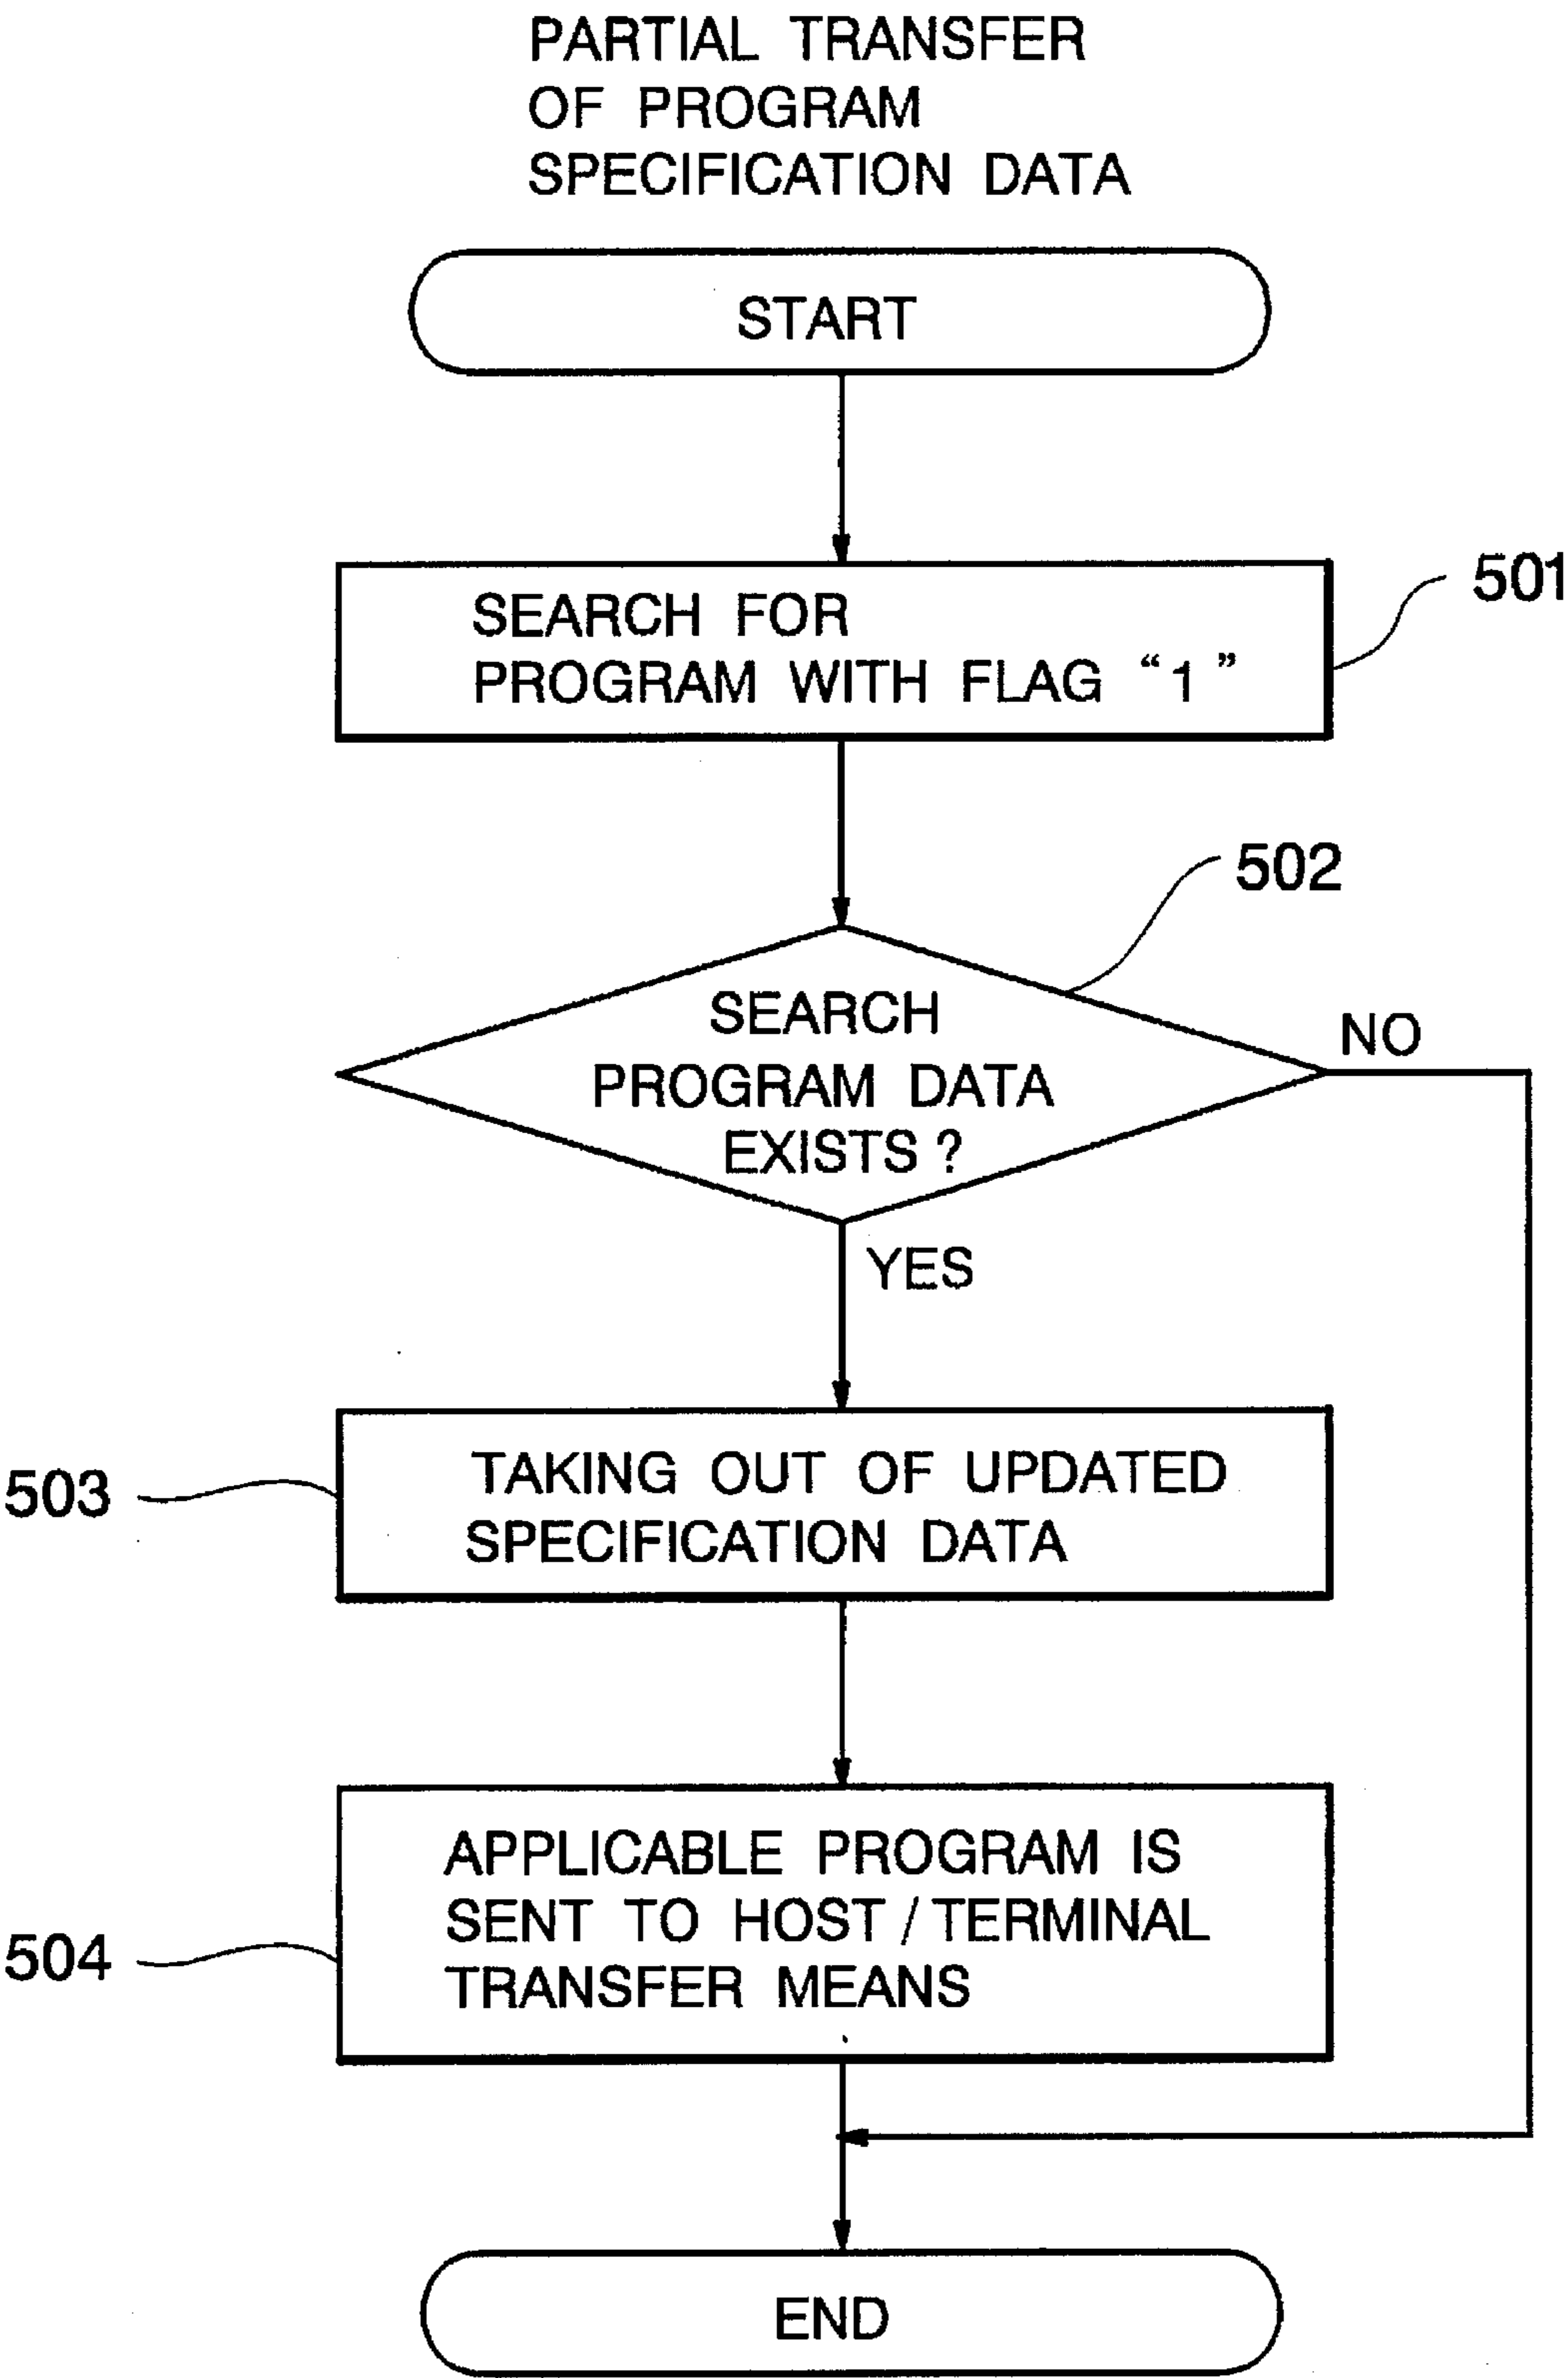 PARTIAL TRANSFER
OF PROGRAM
SPECIFICATION DATA
START
SEARCH FOR
PROGRAM WITH FLAG “1”
501
502
SEARCH
PROGRAM DATA
EXISTS?
NO
YES
503
TAKING OUT OF UPDATED
SPECIFICATION DATA
504
APPLICABLE PROGRAM IS
SENT TO HOST/TERMINAL
TRANSFER MEANS
END